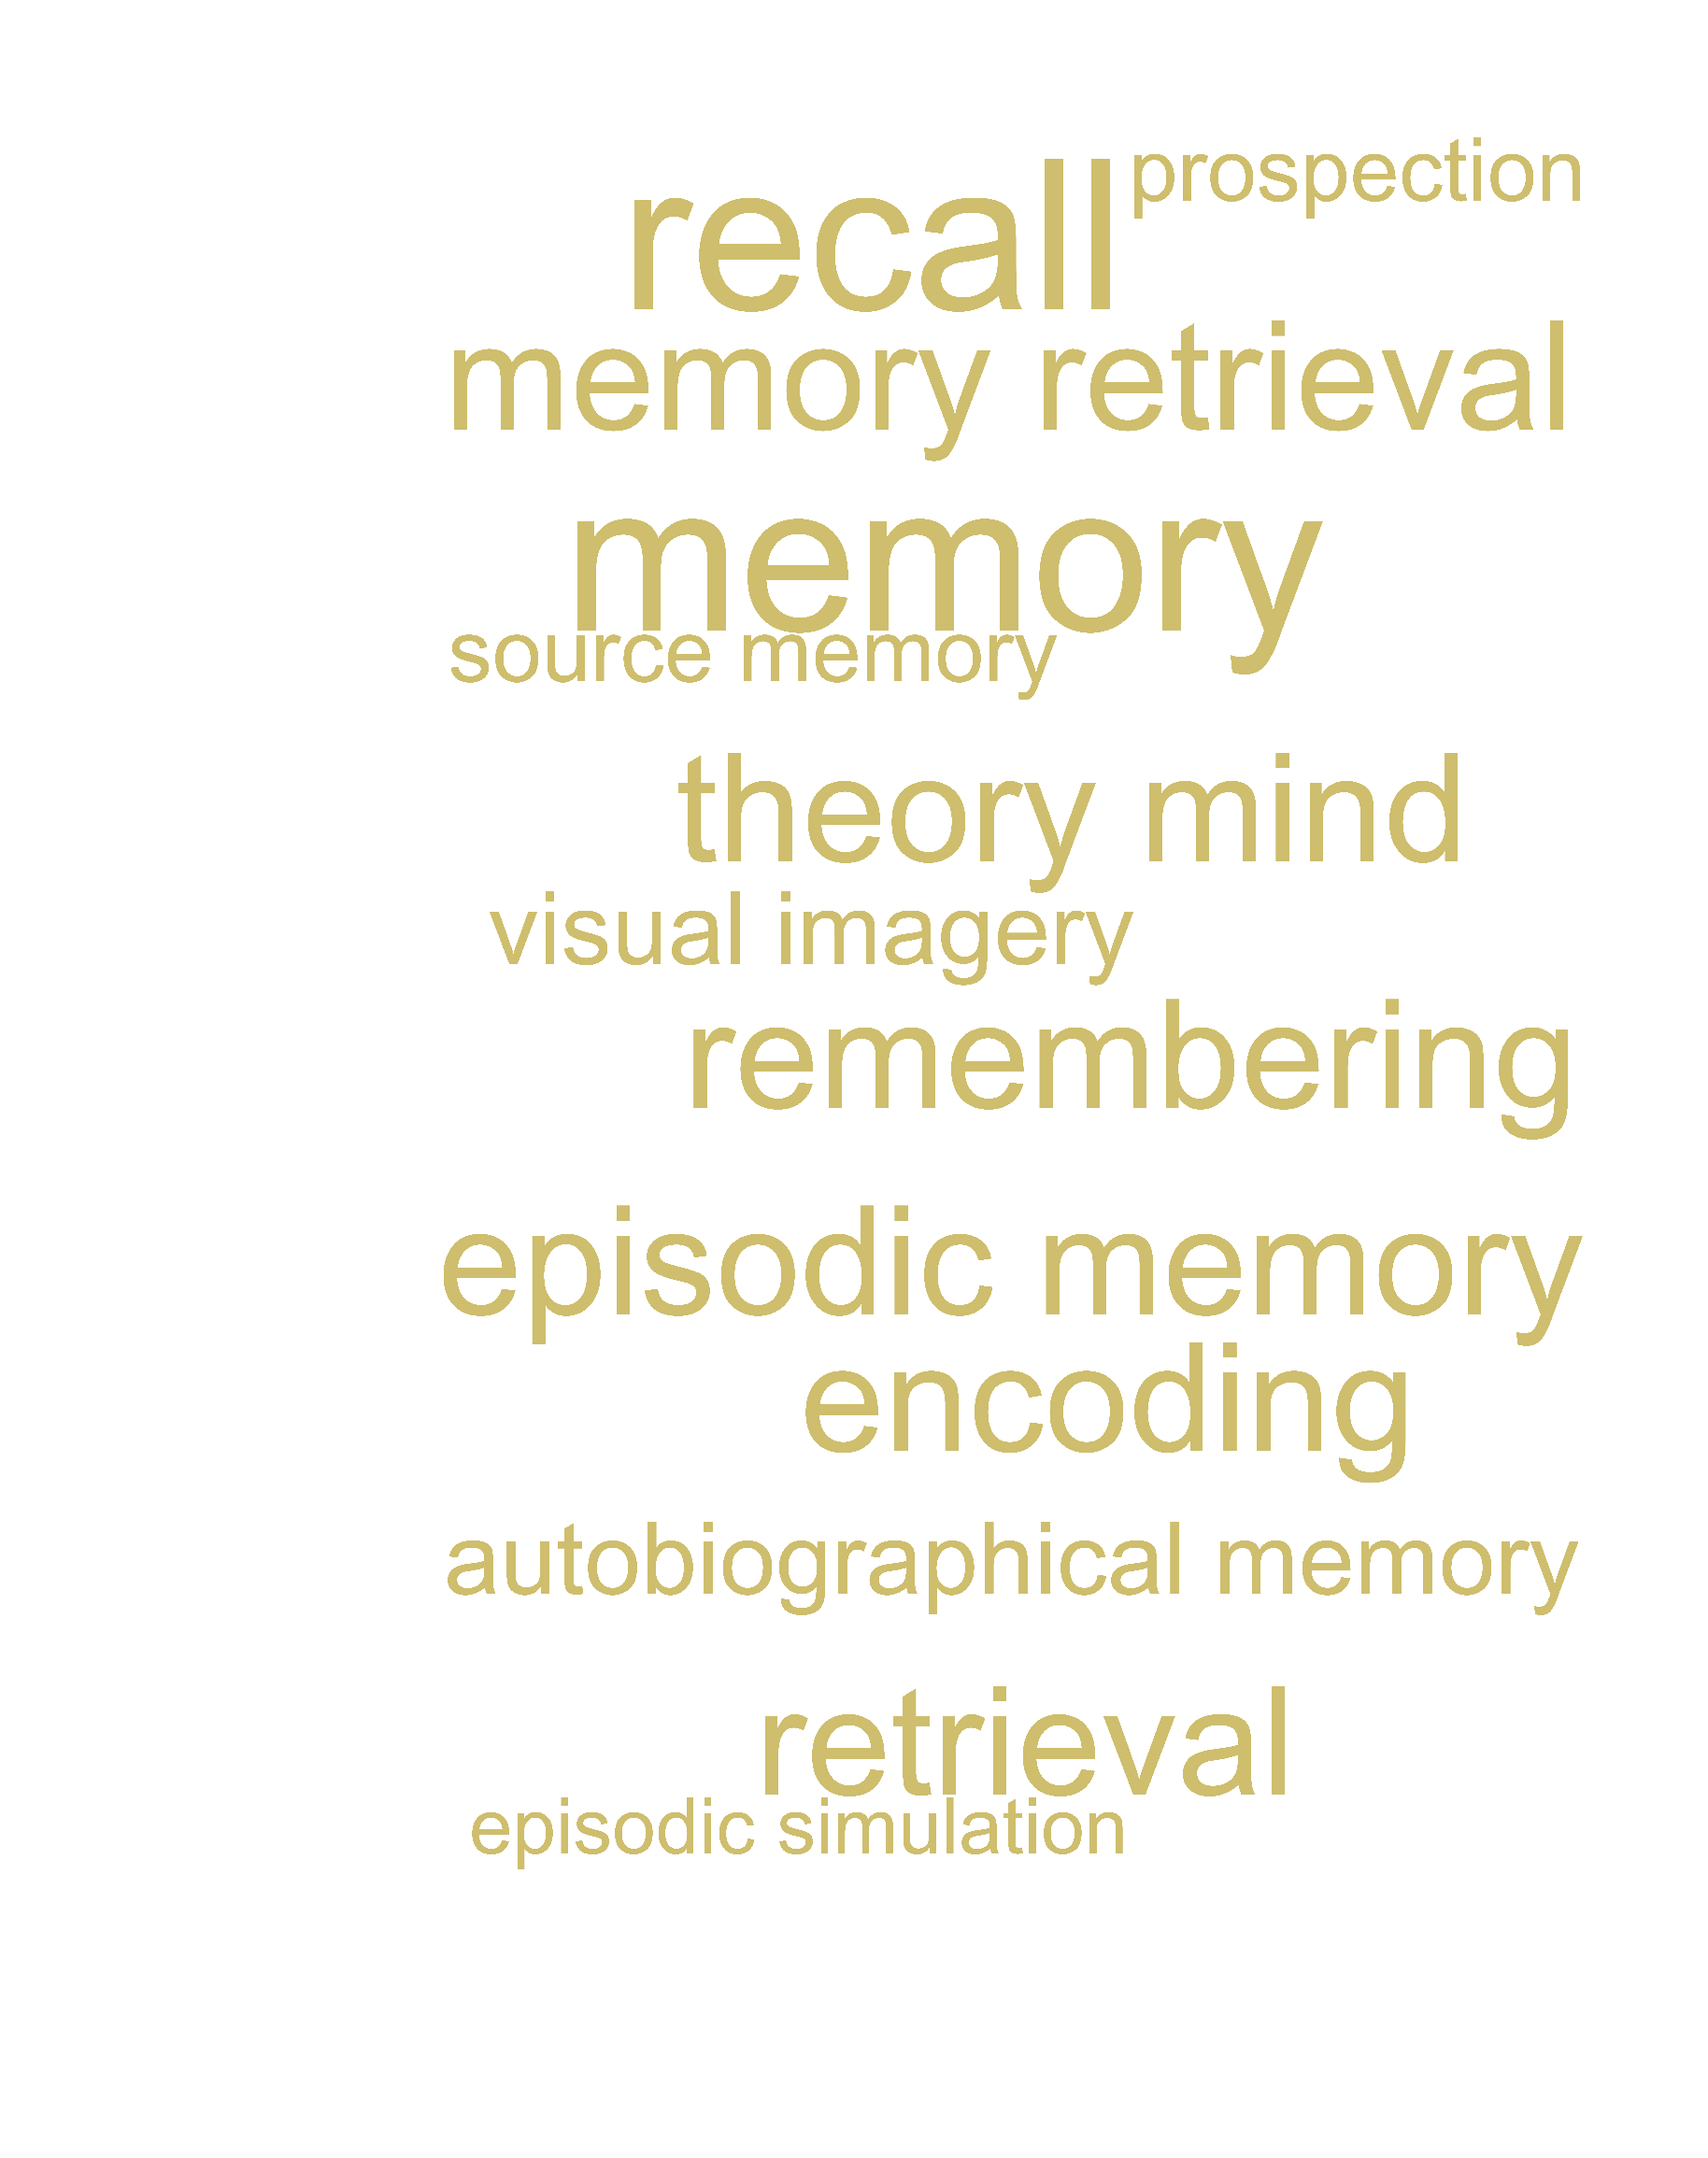 prospection
recall
memory retrieval
memory
source memory
theory mind
visual imagery
remembering
episodic memory
encoding
autobiographical memory
retrieval
episodic simulation